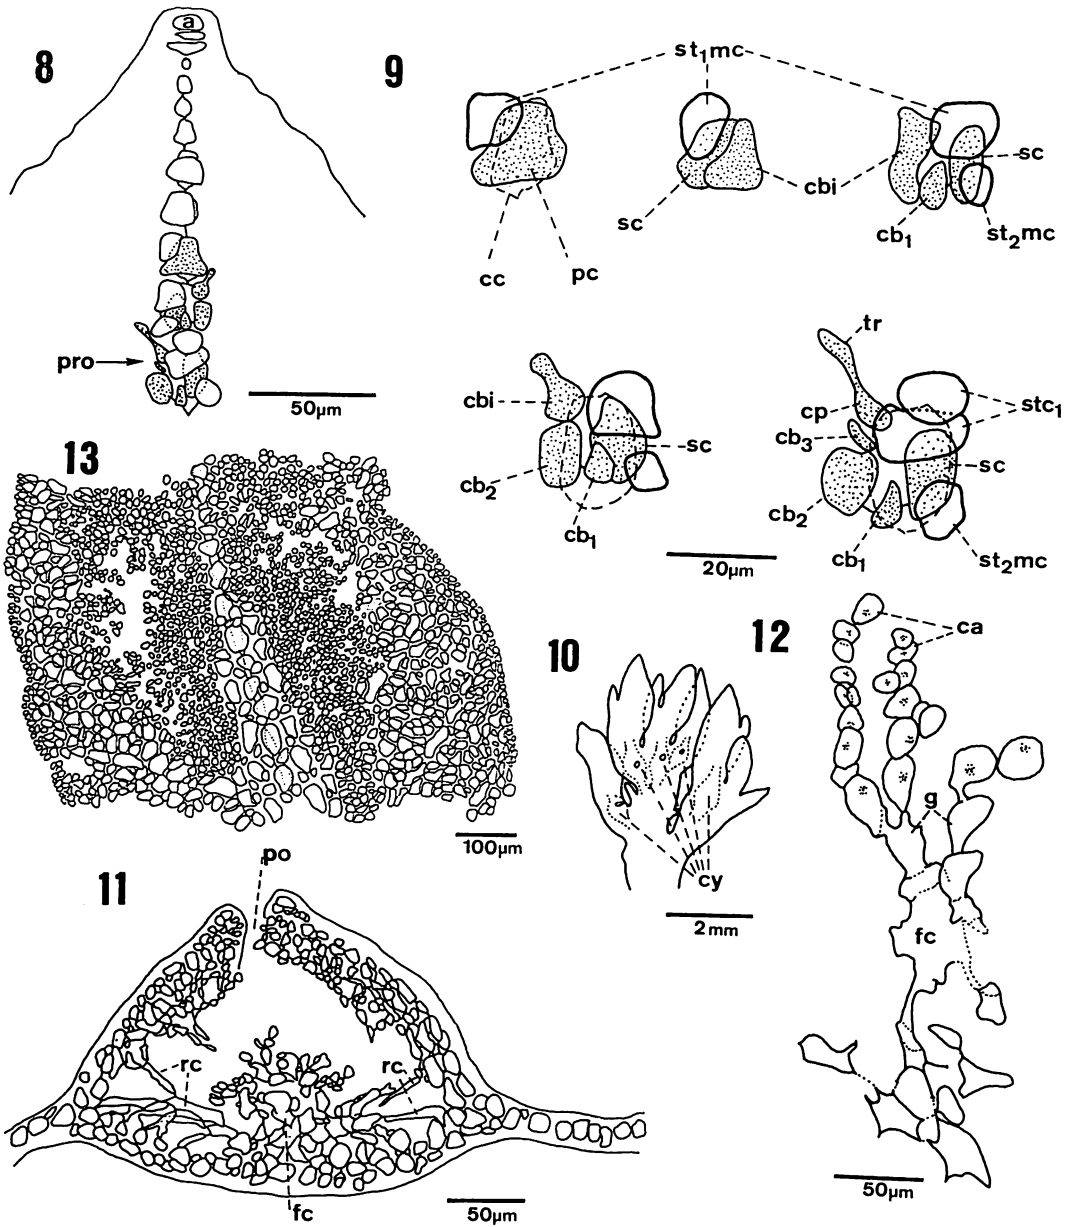 8
a
pro
50µm
9
st1mc
sc
cbi
sc
cb1
st2mc
cc
pc
cbi
cb2
sc
cb1
tr
cp
cb3
cb2
cb1
stc1
sc
st2mc
20µm
13
100µm
10
cy
2mm
12
ca
g
fc
50µm
11
po
rc
rc
fc
50µm